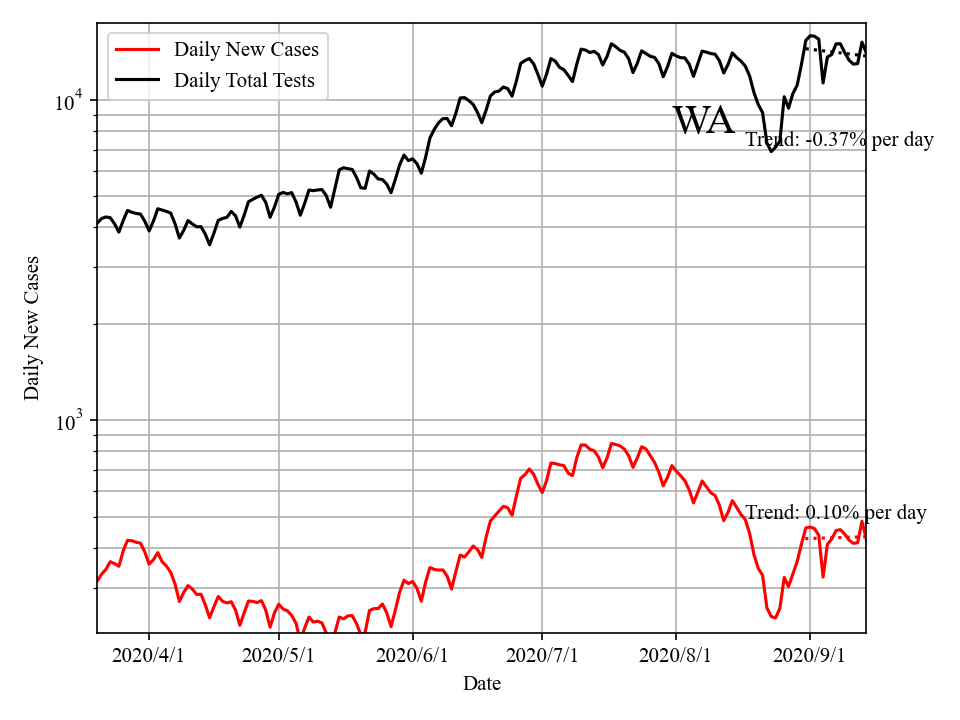 Daily New Cases
Daily Total Tests
10^4
WA
Trend: -0.37% per day
Daily New Cases
10^3
Trend: 0.10% per day
2020/4/1 2020/5/1 2020/6/1 2020/7/1 2020/8/1 2020/9/1
Date